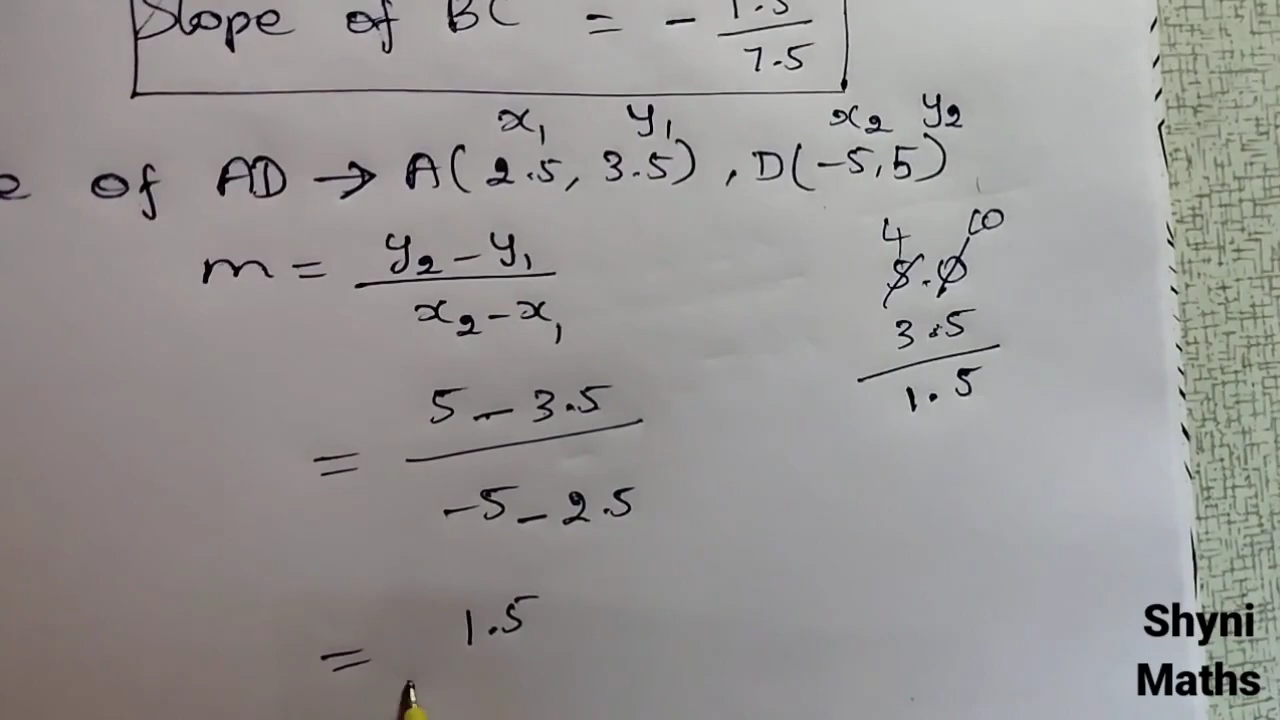 Slope of BC = - 1.5/7.5
x₁ y₁ x₂ y₂
of AD → A(2.5, 3.5), D(-5,5)
m = y₂-y₁/x₂-x₁
= 5-3.5/-5-2.5
= 1.5
4 10
5.0
3.5
1.5
Shyni
Maths